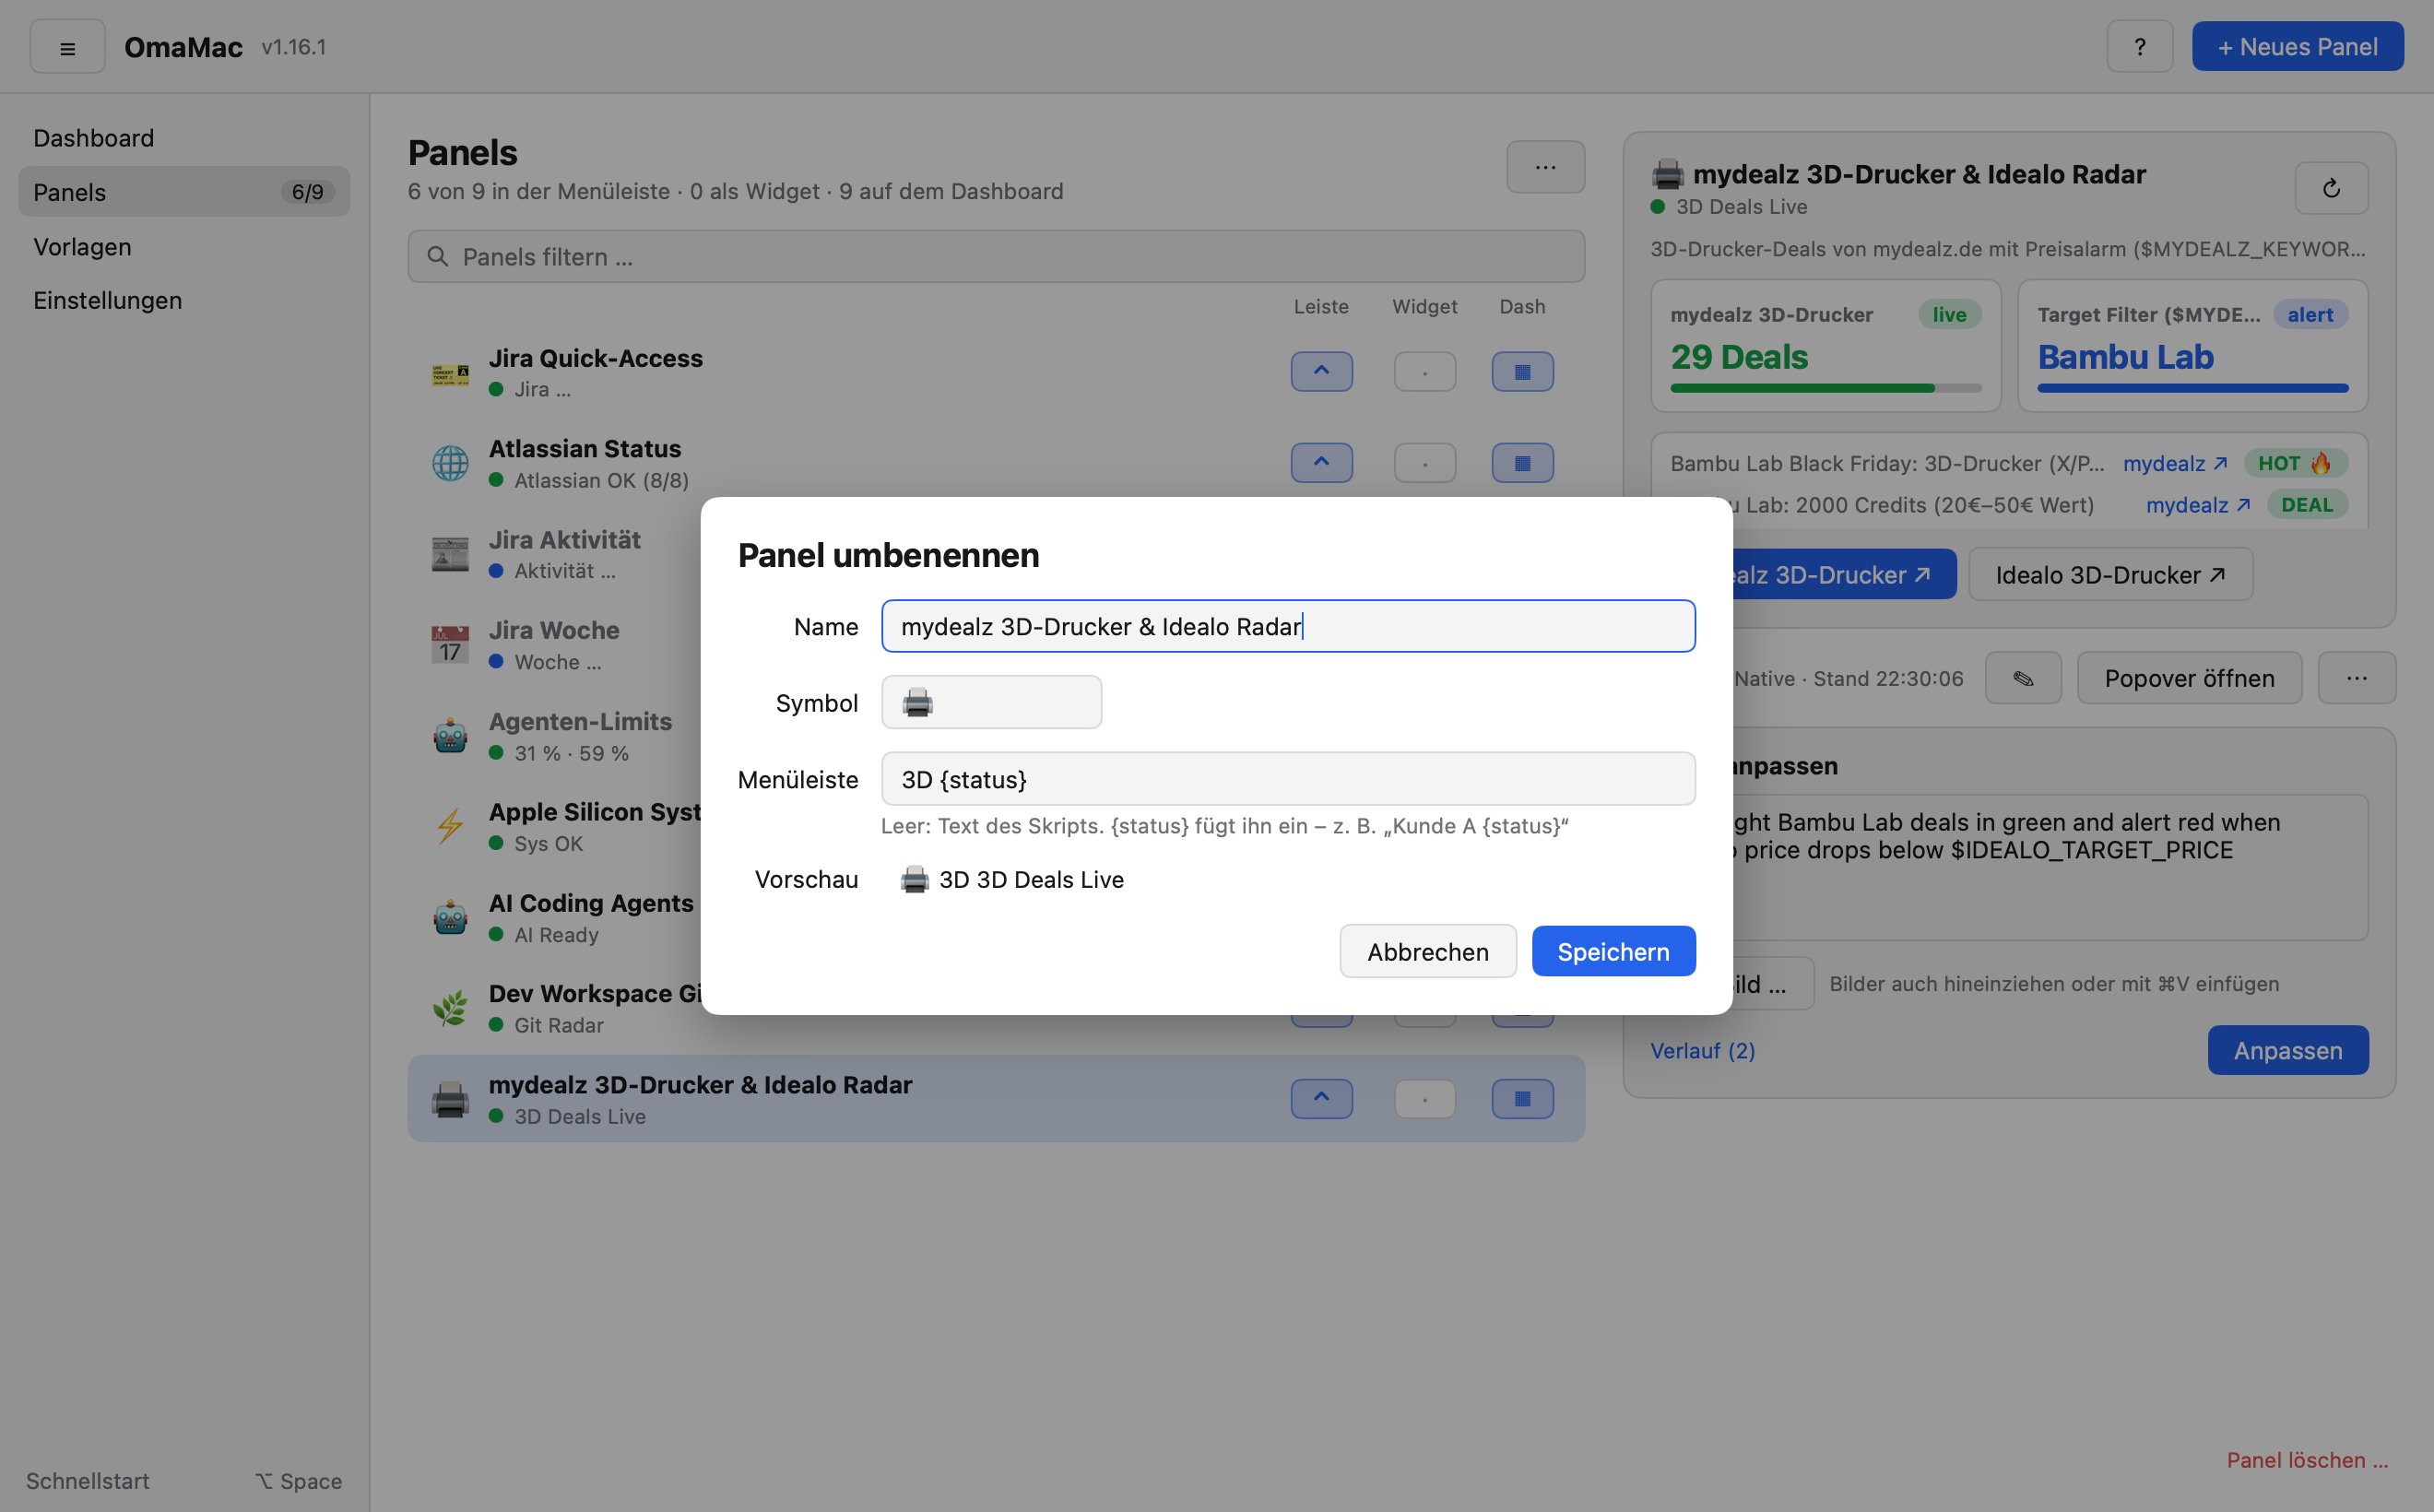 OmaMac v1.16.1
?
+ Neues Panel
Dashboard
Panels 6/9
Vorlagen
Einstellungen
Schnellstart ⌥ Space
Panels
6 von 9 in der Menüleiste · 0 als Widget · 9 auf dem Dashboard
...
Panels filtern ...
Leiste Widget Dash
Jira Quick-Access
Jira ...
Atlassian Status
Atlassian OK (8/8)
Jira Aktivität
Aktivität ...
JUL 17
Jira Woche
Woche ...
Agenten-Limits
31 % · 59 %
Apple Silicon Syst
Sys OK
AI Coding Agents
AI Ready
Dev Workspace Gi
Git Radar
mydealz 3D-Drucker & Idealo Radar
3D Deals Live
mydealz 3D-Drucker & Idealo Radar
3D Deals Live
3D-Drucker-Deals von mydealz.de mit Preisalarm ($MYDEALZ_KEYWOR...
mydealz 3D-Drucker live
29 Deals
Target Filter ($MYDE... alert
Bambu Lab
Bambu Lab Black Friday: 3D-Drucker (X/P... mydealz ↗ HOT 🔥
u Lab: 2000 Credits (20€–50€ Wert) mydealz ↗ DEAL
alz 3D-Drucker ↗
Idealo 3D-Drucker ↗
Native · Stand 22:30:06
Popover öffnen
...
anpassen
ght Bambu Lab deals in green and alert red when
price drops below $IDEALO_TARGET_PRICE
ild ...
Bilder auch hineinziehen oder mit ⌘V einfügen
Verlauf (2)
Anpassen
Panel löschen ...
Panel umbenennen
Name mydealz 3D-Drucker & Idealo Radar
Symbol
Menüleiste 3D {status}
Leer: Text des Skripts. {status} fügt ihn ein – z. B. „Kunde A {status}“
Vorschau 3D 3D Deals Live
Abbrechen
Speichern